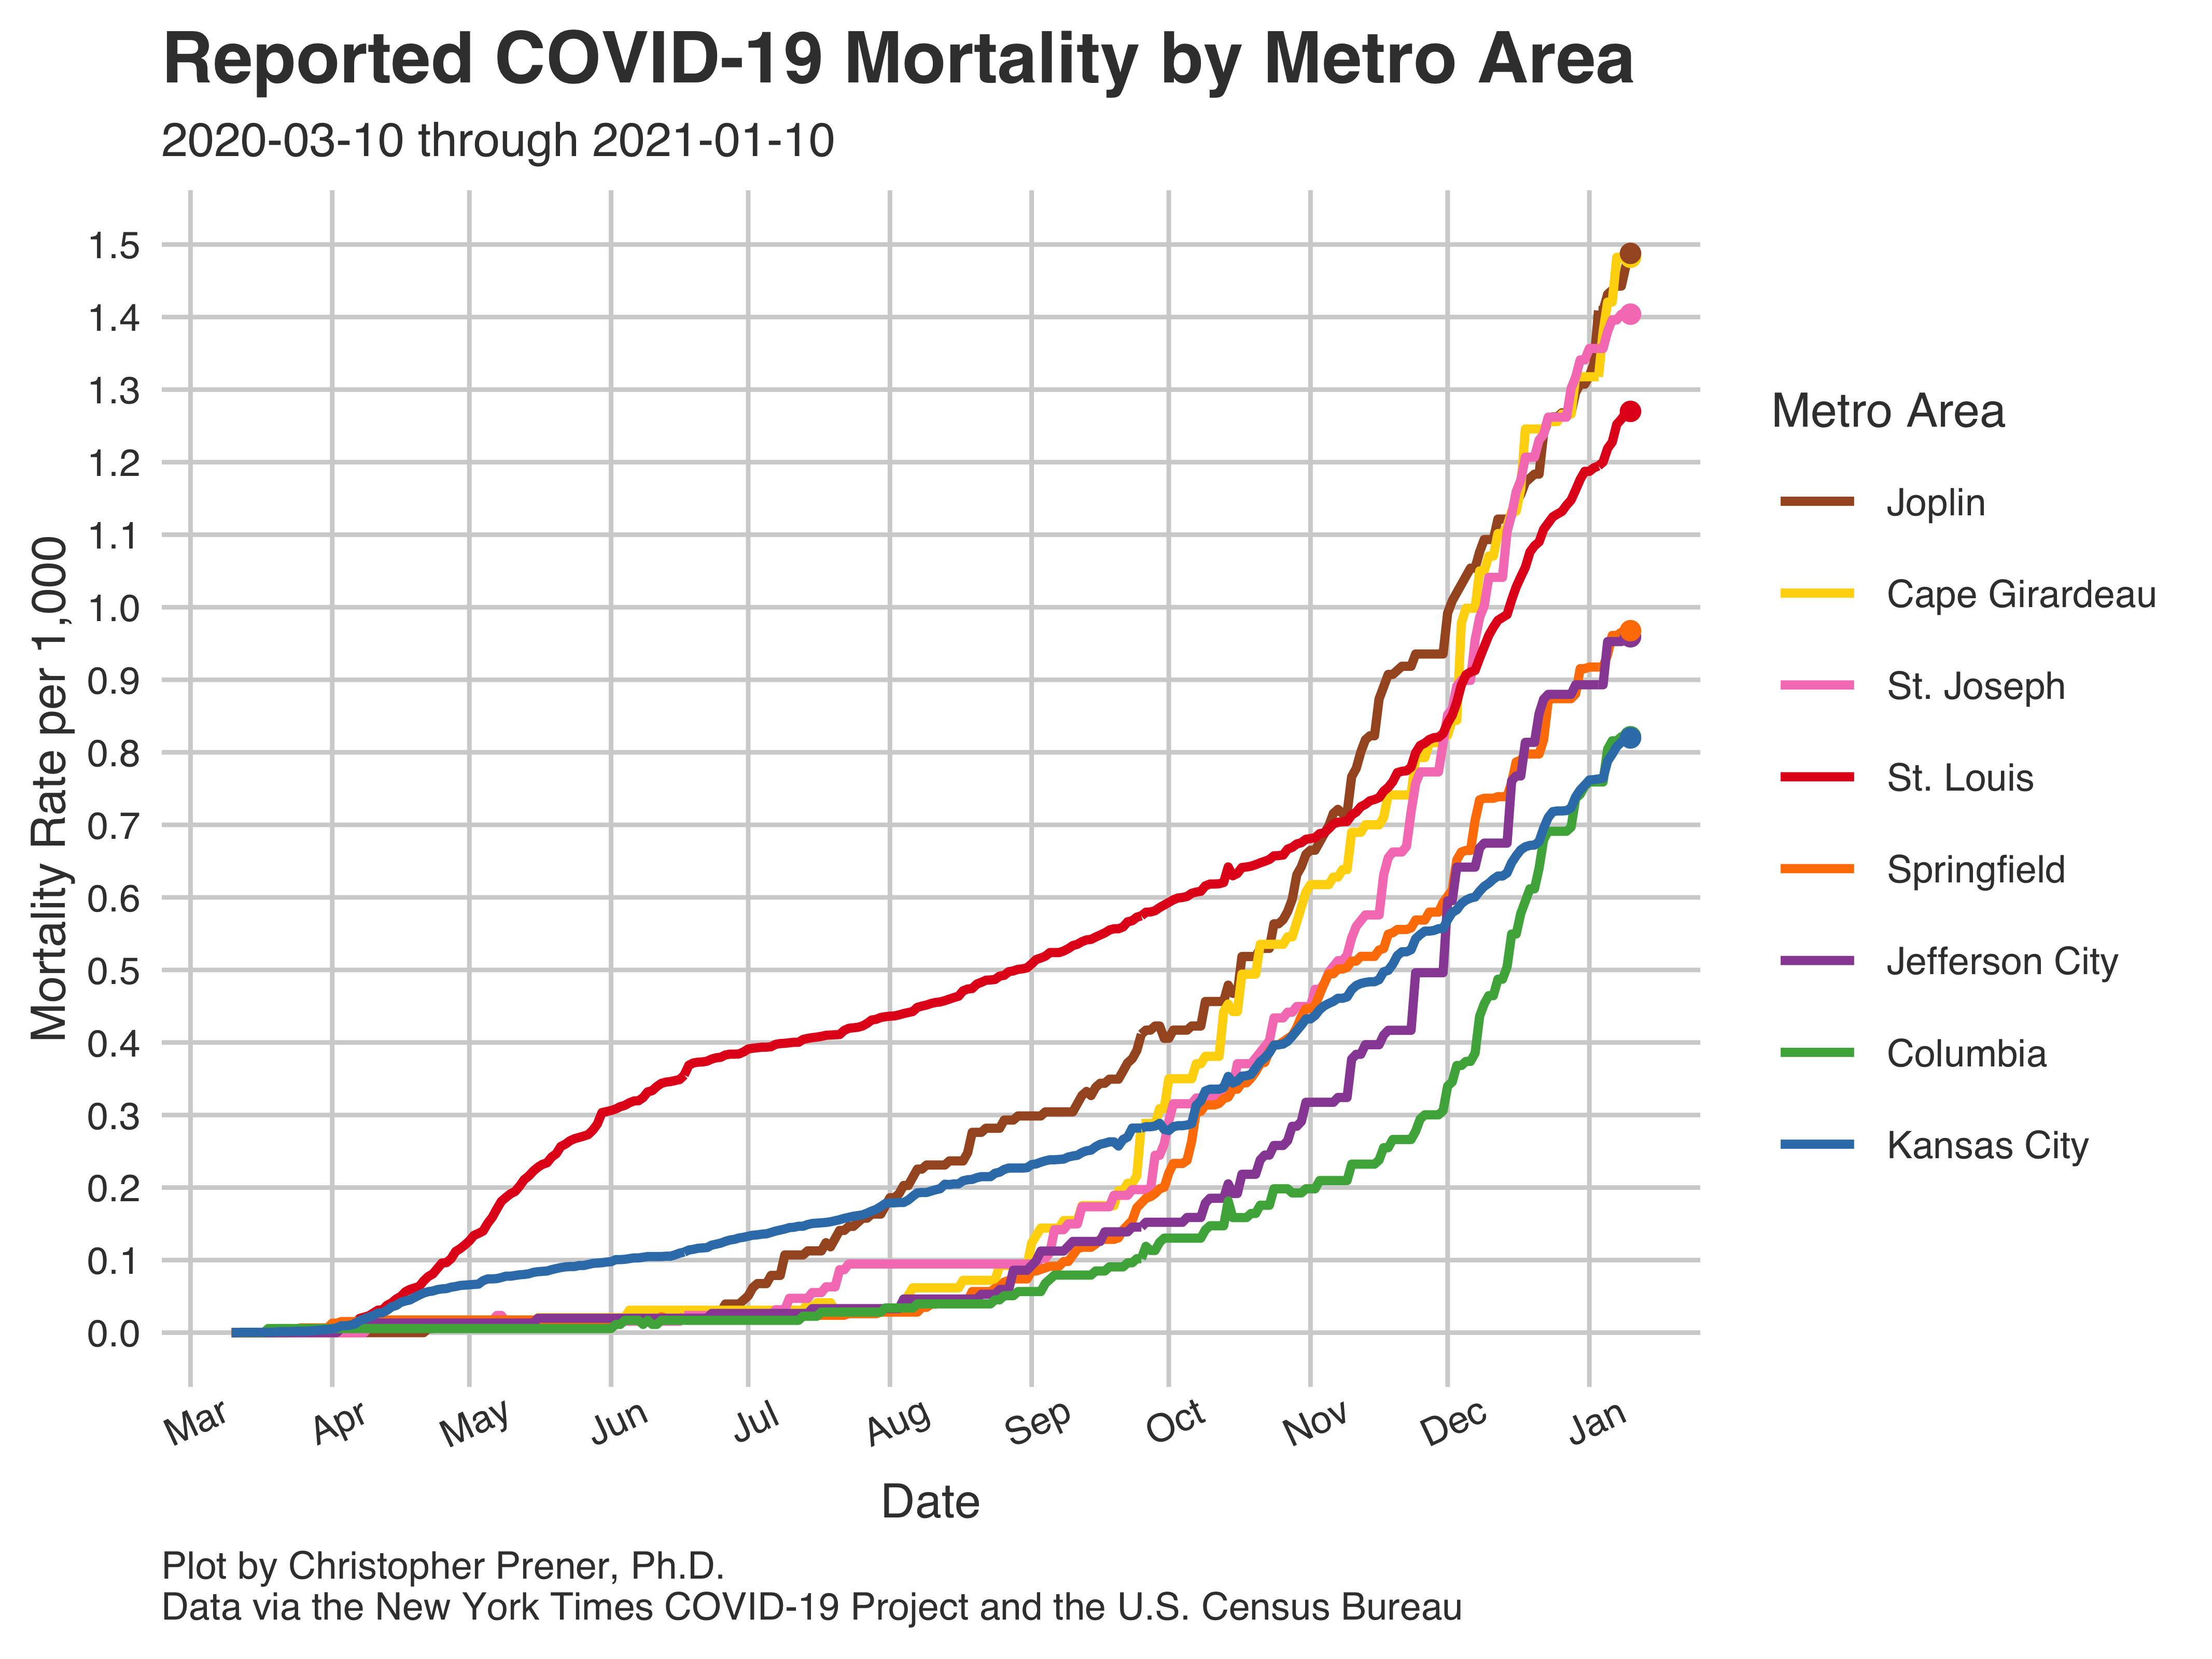 Reported COVID-19 Mortality by Metro Area
2020-03-10 through 2021-01-10
Mortality Rate per 1,000
1.5
1.4
1.3
1.2
1.1
1.0
0.9
0.8
0.7
0.6
0.5
0.4
0.3
0.2
0.1
0.0
Mar Apr May Jun Jul Aug Sep Oct Nov Dec Jan
Date
Metro Area
Joplin
Cape Girardeau
St. Joseph
St. Louis
Springfield
Jefferson City
Columbia
Kansas City
Plot by Christopher Prener, Ph.D.
Data via the New York Times COVID-19 Project and the U.S. Census Bureau